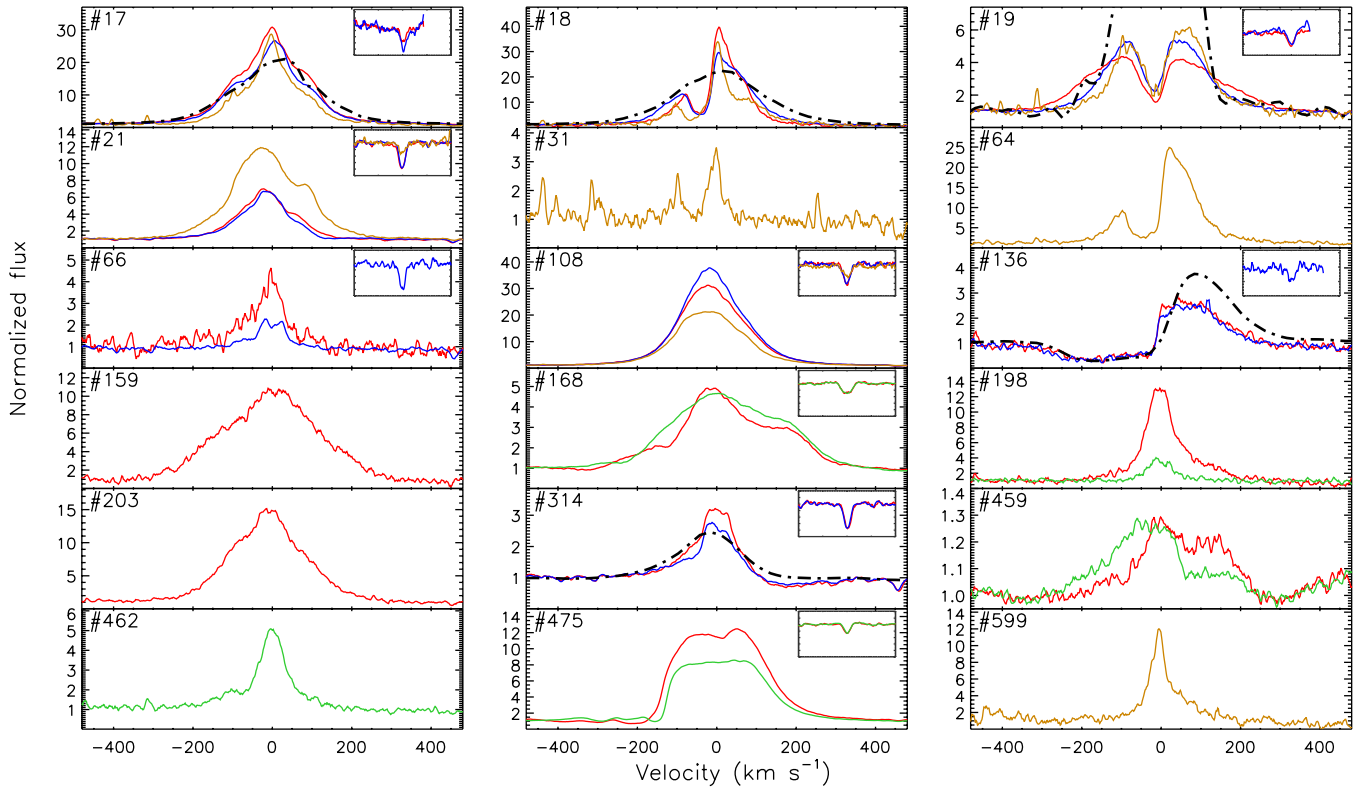 #17 #18 #19
30 20 10
40 30 20 10
6 4 2
#21 #31 #64
14 12 10 8 6 4 2
4 3 2 1
25 20 15 10 5
#66 #108 #136
5 4 3 2 1
40 30 20 10
4 3 2 1
#159 #168 #198
12 10 8 6 4 2
5 4 3 2 1
14 12 10 8 6 4 2
#203 #314 #459
15 10 5
3 2 1
1.4 1.3 1.2 1.1 1.0
#462 #475 #599
6 5 4 3 2 1
14 12 10 8 6 4 2
14 12 10 8 6 4 2
−400 −200 0 200 400
−400 −200 0 200 400
−400 −200 0 200 400
Normalized flux
Velocity (km s⁻¹)